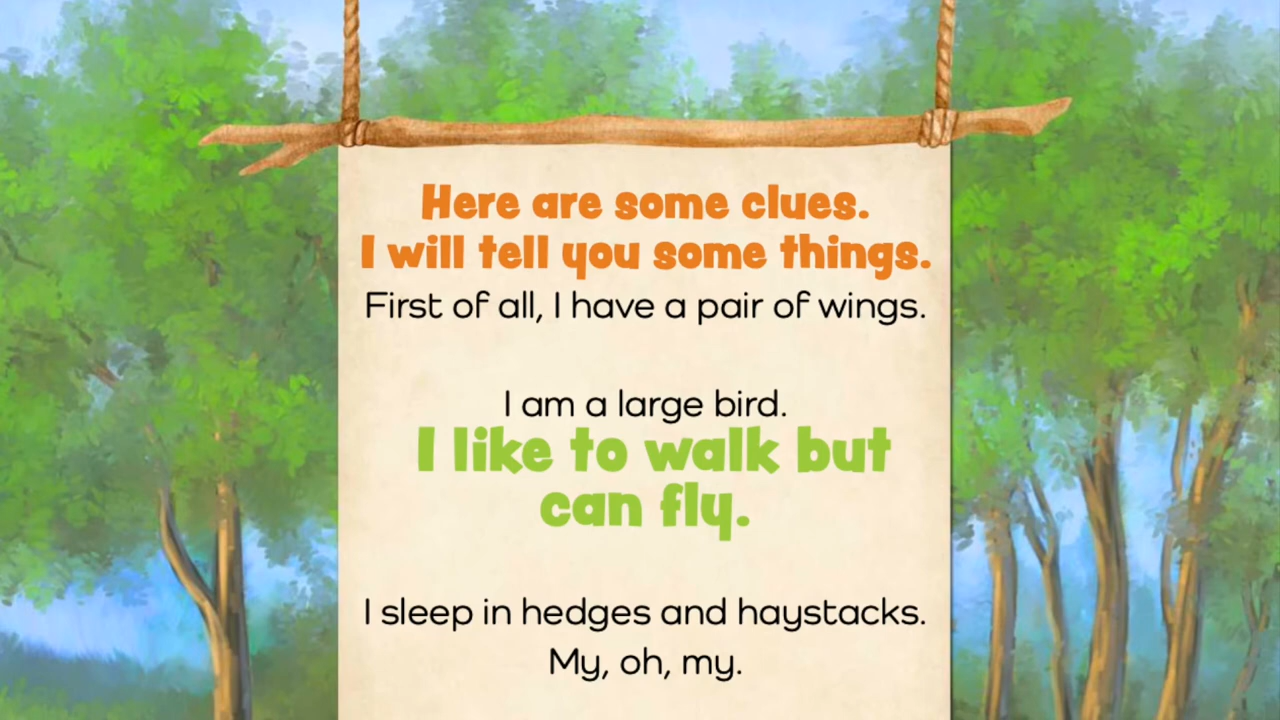 Here are some clues.
I will tell you some things.
First of all, I have a pair of wings.
I am a large bird.
I like to walk but
can fly.
I sleep in hedges and haystacks.
My, oh, my.